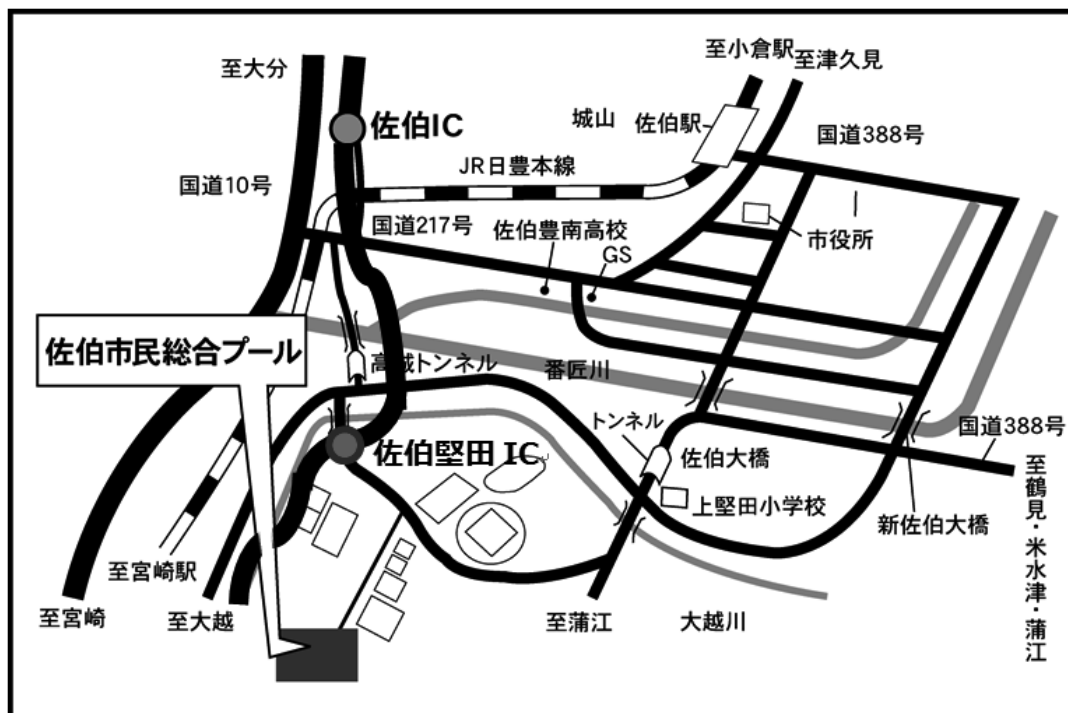 至小倉駅
至津久見
至大分
佐伯IC
城山
佐伯駅
国道388号
JR日豊本線
国道10号
国道217号
佐伯豊南高校
市役所
GS
佐伯市民総合プール
高城トンネル
番匠川
トンネル
国道388号
佐伯堅田 IC
佐伯大橋
上堅田小学校
新佐伯大橋
至鶴見・米水津・蒲江
至宮崎駅
至宮崎
至大越
至蒲江
大越川